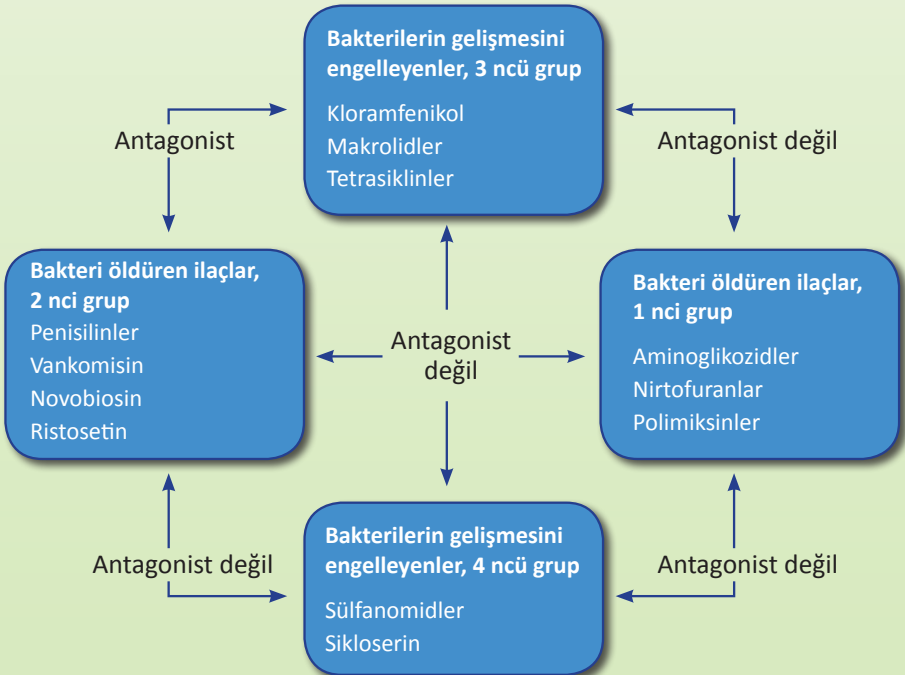 Bakterilerin gelişmesini
engelleyenler, 3 ncü grup
Kloramfenikol
Makrolidler
Tetrasiklinler
Antagonist
Antagonist değil
Bakteri öldüren ilaçlar,
2 nci grup
Penisilinler
Vankomisin
Novobiosin
Ristosetin
Antagonist
değil
Bakteri öldüren ilaçlar,
1 nci grup
Aminoglikozidler
Nirtofuranlar
Polimiksinler
Antagonist değil
Bakterilerin gelişmesini
engelleyenler, 4 ncü grup
Sülfanomidler
Sikloserin
Antagonist değil